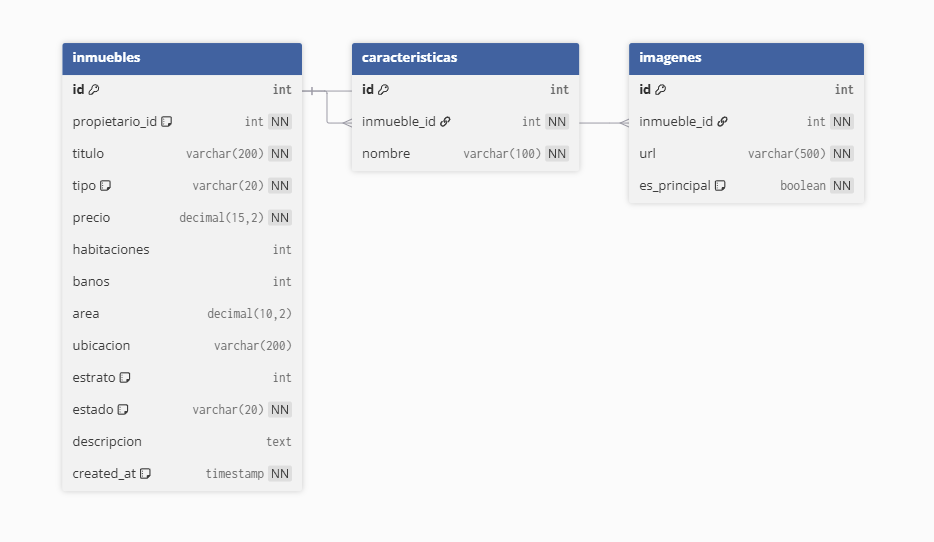 inmuebles
id int
propietario_id int NN
titulo varchar(200) NN
tipo varchar(20) NN
precio decimal(15,2) NN
habitaciones int
banos int
area decimal(10,2)
ubicacion varchar(200)
estrato int
estado varchar(20) NN
descripcion text
created_at timestamp NN
caracteristicas
id int
inmueble_id int NN
nombre varchar(100) NN
imagenes
id int
inmueble_id int NN
url varchar(500) NN
es_principal boolean NN